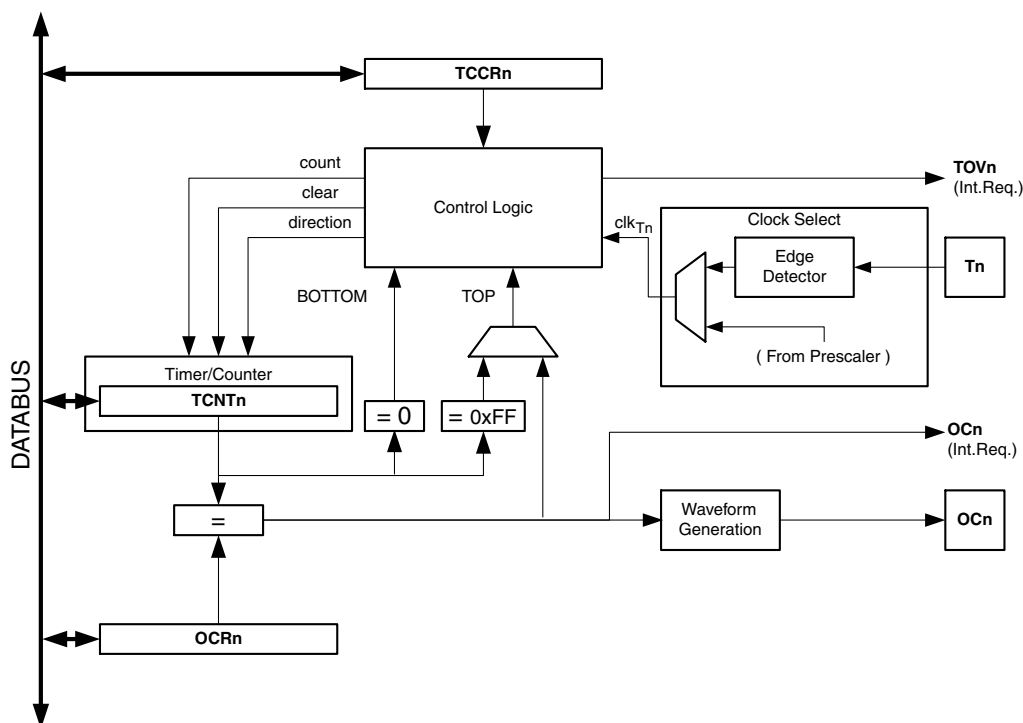 TCCRn
count
clear
direction
Control Logic
TOVn
(Int.Req.)
clkTn
Clock Select
Edge
Detector
Tn
( From Prescaler )
BOTTOM
TOP
Timer/Counter
TCNTn
= 0
= 0xFF
DATABUS
OCn
(Int.Req.)
=
Waveform
Generation
OCn
OCRn